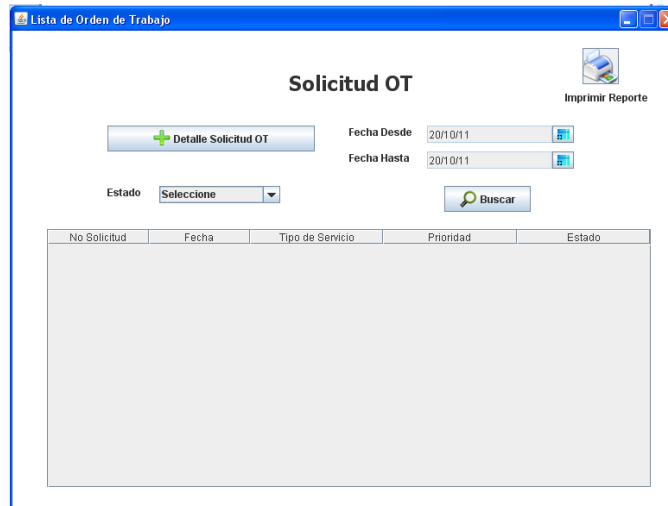 Lista de Orden de Trabajo
Solicitud OT
Imprimir Reporte
Detalle Solicitud OT
Fecha Desde 20/10/11
Fecha Hasta 20/10/11
Estado Seleccione
Buscar
No Solicitud Fecha Tipo de Servicio Prioridad Estado